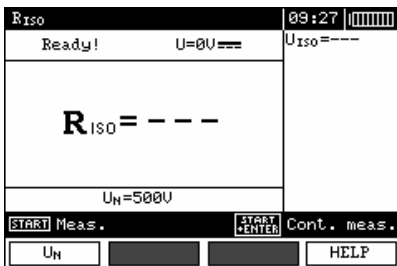 RISO 09:27
Ready! U=0V UISO=---
RISO=---
UN=500V
START Meas. START +ENTER Cont. meas.
UN HELP